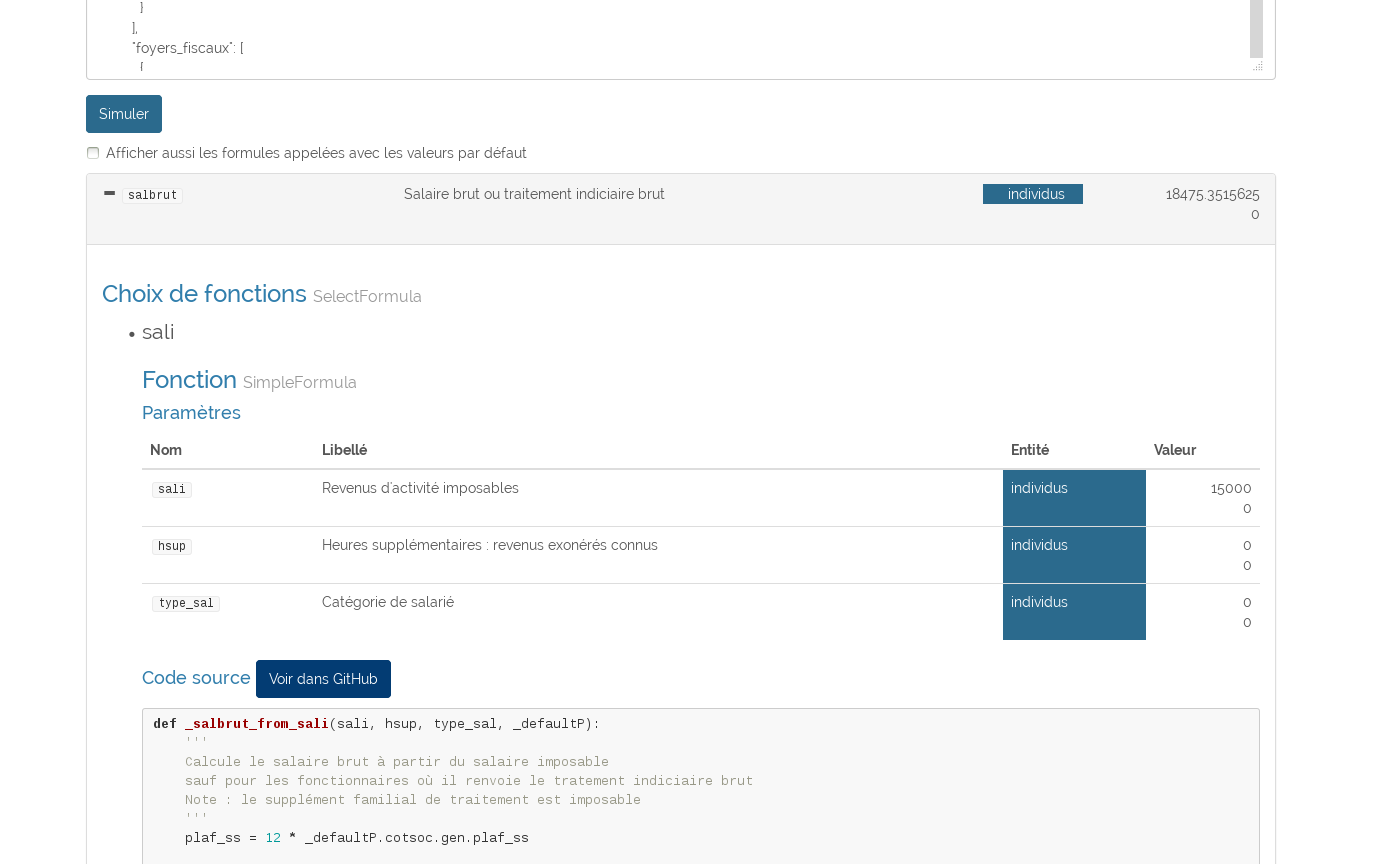 }
],
"foyers_fiscaux": [
{
Simuler
Afficher aussi les formules appelées avec les valeurs par défaut
salbrut Salaire brut ou traitement indiciaire brut individus 18475.3515625
0
Choix de fonctions SelectFormula
• sali
Fonction SimpleFormula
Paramètres
Nom Libellé Entité Valeur
sali Revenus d'activité imposables individus 15000
0
hsup Heures supplémentaires : revenus exonérés connus individus 0
0
type_sal Catégorie de salarié individus 0
0
Code source Voir dans GitHub
def _salbrut_from_sali(sali, hsup, type_sal, _defaultP):
'''
Calcule le salaire brut à partir du salaire imposable
sauf pour les fonctionnaires où il renvoie le tratement indiciaire brut
Note : le supplément familial de traitement est imposable
'''
plaf_ss = 12 * _defaultP.cotsoc.gen.plaf_ss